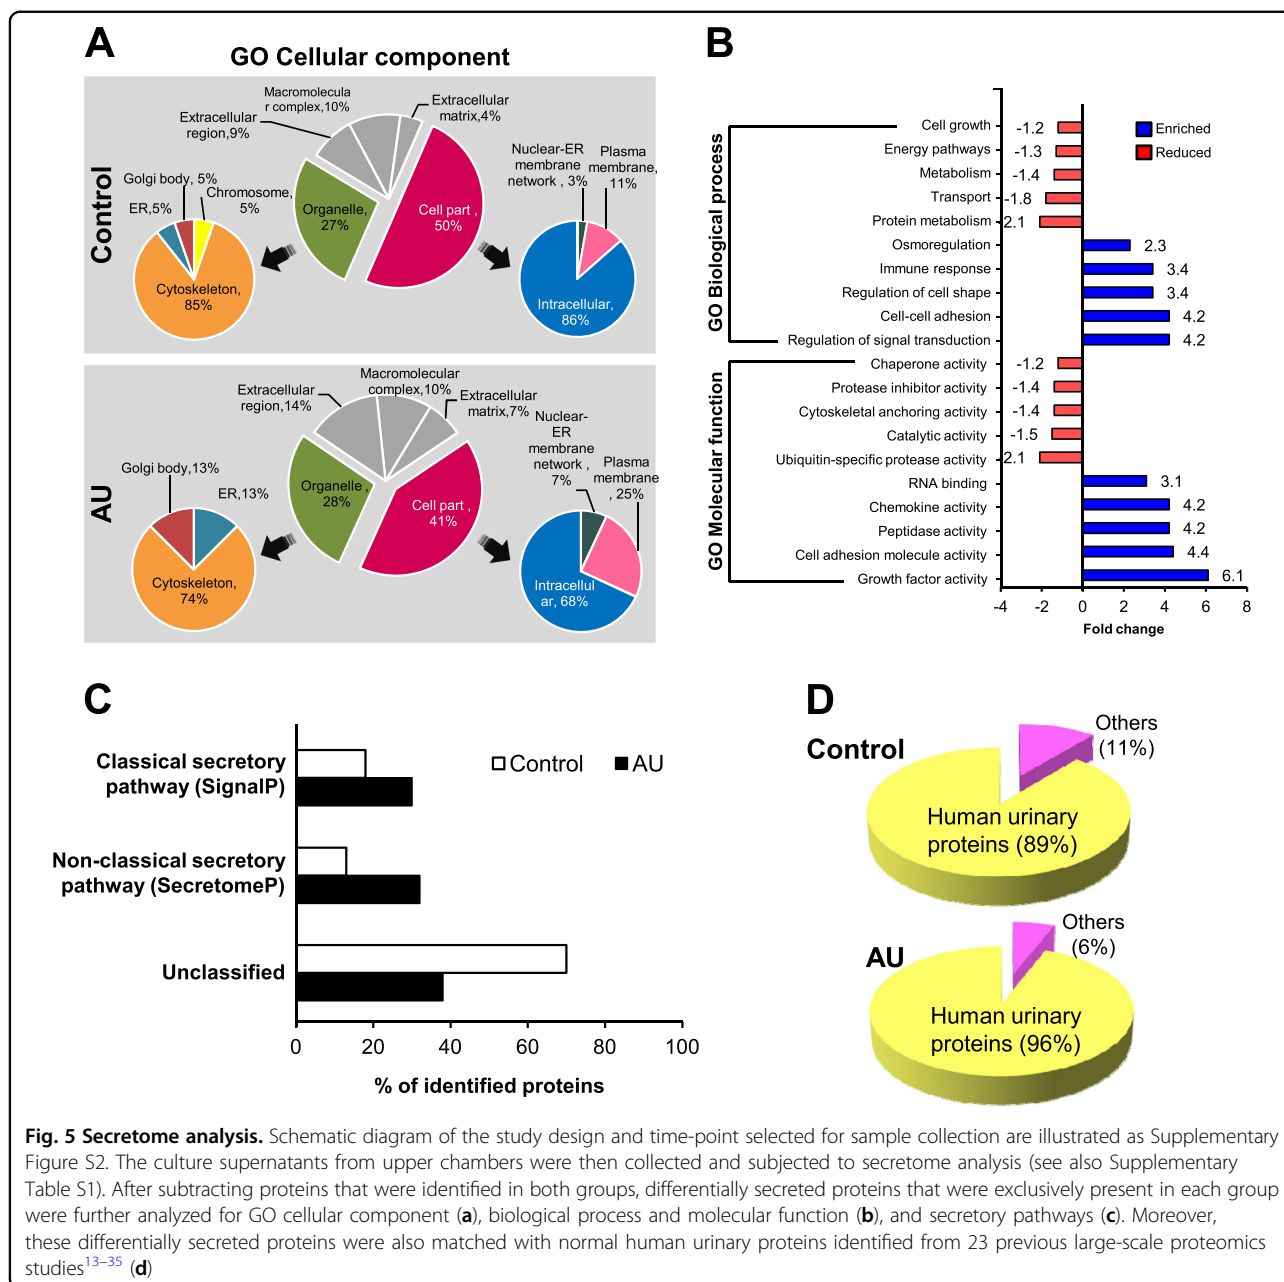 A
GO Cellular component
Control
Macromolecula
r complex,10%
Extracellular
region,9%
Extracellular
matrix,4%
Organelle,
27%
Cell part ,
50%
Golgi body, 5%
Chromosome,
5%
ER,5%
Cytoskeleton,
85%
Nuclear-ER
membrane
network , 3%
Plasma
membrane,
11%
Intracellular,
86%
AU
Macromolecular
complex,10%
Extracellular
region,14%
Extracellular
matrix,7%
Organelle ,
28%
Cell part ,
41%
Golgi body,13%
ER,13%
Cytoskeleton,
74%
Nuclear-
ER
membrane
network ,
7%
Plasma
membrane
, 25%
Intracellul
ar, 68%
B
GO Biological process
Enriched
Reduced
Cell growth -1.2
Energy pathways -1.3
Metabolism -1.4
Transport -1.8
Protein metabolism 2.1
Osmoregulation 2.3
Immune response 3.4
Regulation of cell shape 3.4
Cell-cell adhesion 4.2
Regulation of signal transduction 4.2
GO Molecular function
Chaperone activity -1.2
Protease inhibitor activity -1.4
Cytoskeletal anchoring activity -1.4
Catalytic activity -1.5
Ubiquitin-specific protease activity 2.1
RNA binding 3.1
Chemokine activity 4.2
Peptidase activity 4.2
Cell adhesion molecule activity 4.4
Growth factor activity 6.1
-4 -2 0 2 4 6 8
Fold change
C
Control AU
Classical secretory
pathway (SignalP)
Non-classical secretory
pathway (SecretomeP)
Unclassified
0 20 40 60 80 100
% of identified proteins
D
Control
Others
(11%)
Human urinary
proteins (89%)
AU
Others
(6%)
Human urinary
proteins (96%)
Fig. 5 Secretome analysis. Schematic diagram of the study design and time-point selected for sample collection are illustrated as Supplementary
Figure S2. The culture supernatants from upper chambers were then collected and subjected to secretome analysis (see also Supplementary
Table S1). After subtracting proteins that were identified in both groups, differentially secreted proteins that were exclusively present in each group
were further analyzed for GO cellular component (a), biological process and molecular function (b), and secretory pathways (c). Moreover,
these differentially secreted proteins were also matched with normal human urinary proteins identified from 23 previous large-scale proteomics
studies13–35 (d)